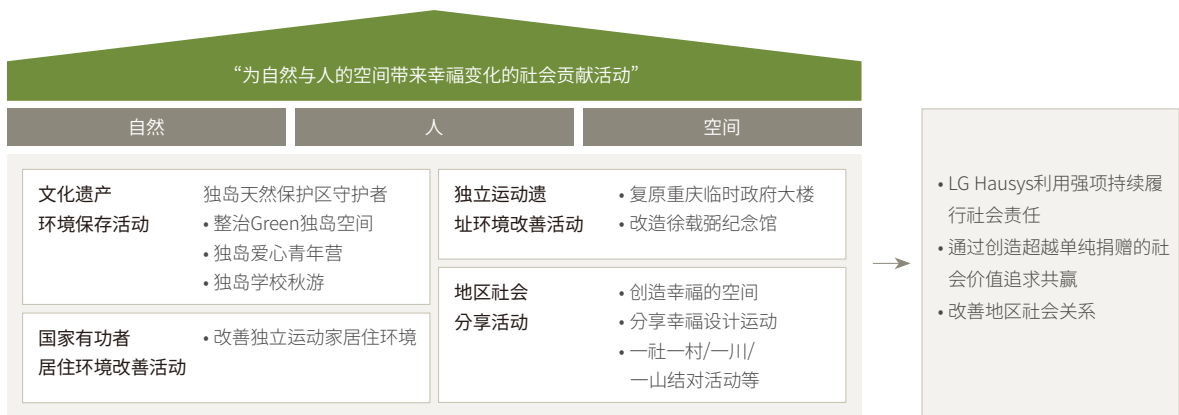 “为自然与人的空间带来幸福变化的社会贡献活动”
自然
人
空间
文化遗产
环境保存活动
独岛天然保护区守护者
• 整治Green独岛空间
• 独岛爱心青年营
• 独岛学校秋游
国家有功者
居住环境改善活动
• 改善独立运动家居住环境
独立运动遗
址环境改善活动
• 复原重庆临时政府大楼
• 改造徐载弼纪念馆
地区社会
分享活动
• 创造幸福的空间
• 分享幸福设计运动
• 一社一村/一川/
一山结对活动等
• LG Hausys利用强项持续履
行社会责任
• 通过创造超越单纯捐赠的社
会价值追求共赢
• 改善地区社会关系